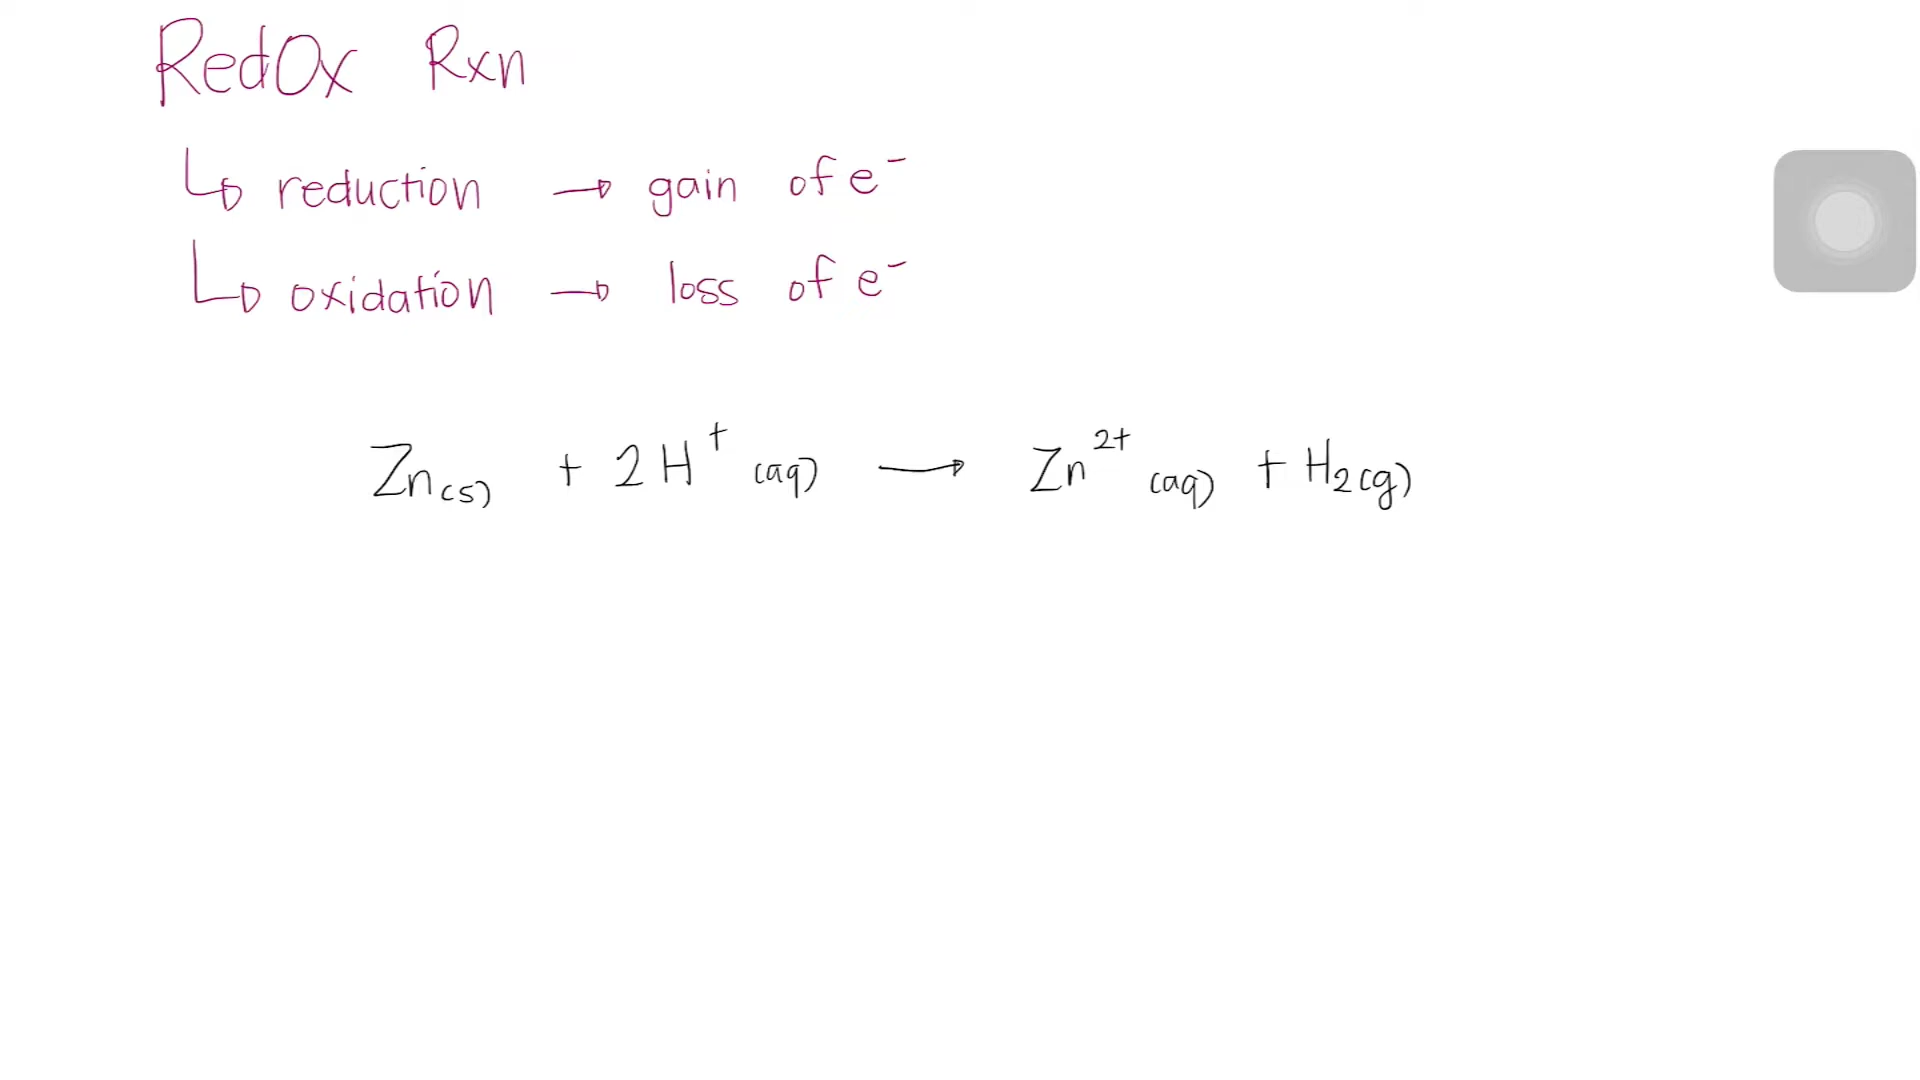 RedOx Rxn
↳ reduction → gain of e⁻
↳ oxidation → loss of e⁻
Zn(s) + 2H⁺(aq) → Zn²⁺(aq) + H₂(g)